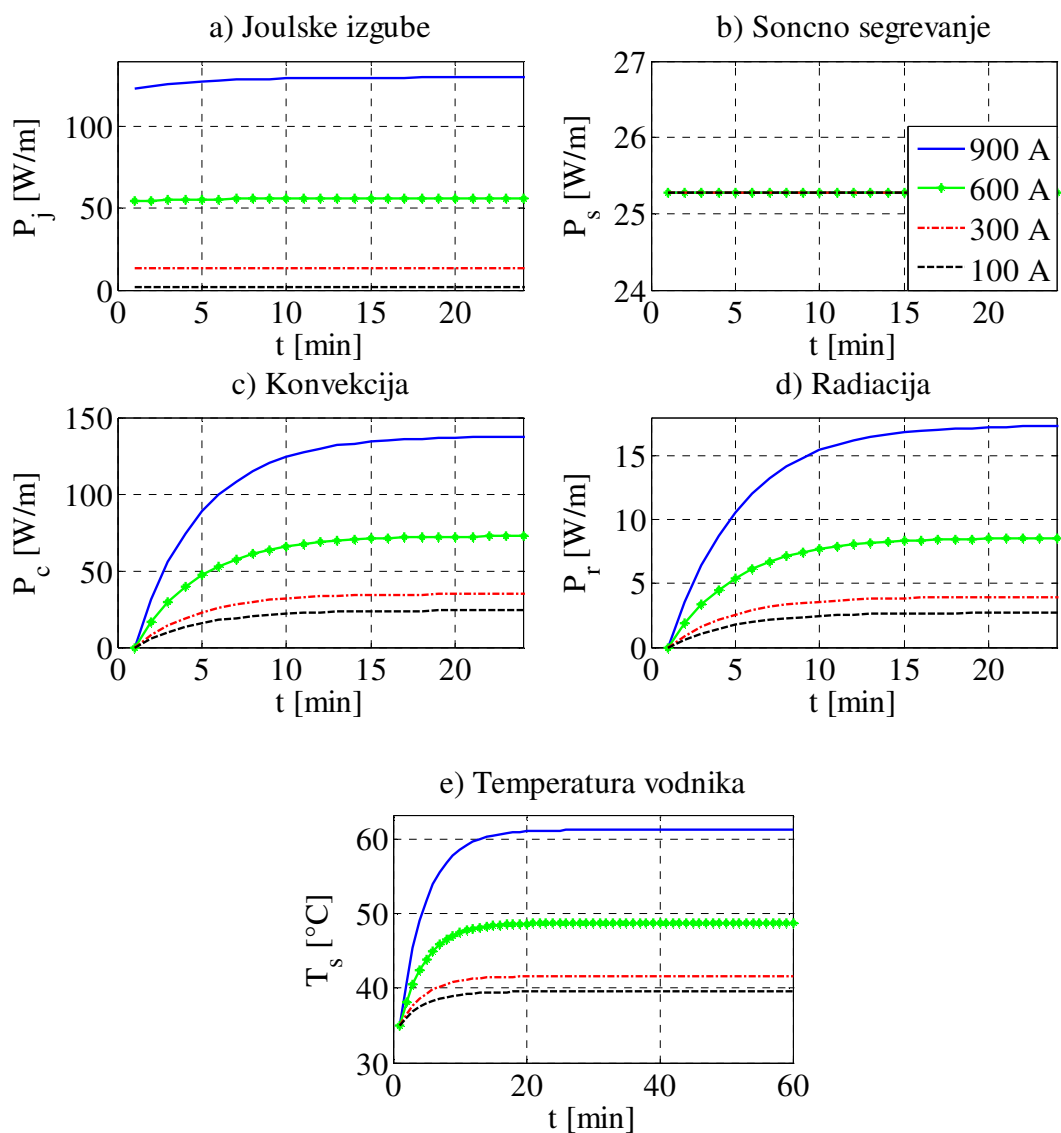 a) Joulske izgube
P_j [W/m]
100
50
0
0 5 10 15 20
t [min]
b) Soncno segrevanje
P_s [W/m]
27
26
25
24
0 5 10 15 20
t [min]
900 A
600 A
300 A
100 A
c) Konvekcija
P_c [W/m]
150
100
50
0
0 5 10 15 20
t [min]
d) Radiacija
P_r [W/m]
15
10
5
0
0 5 10 15 20
t [min]
e) Temperatura vodnika
T_s [°C]
60
50
40
30
0 20 40 60
t [min]